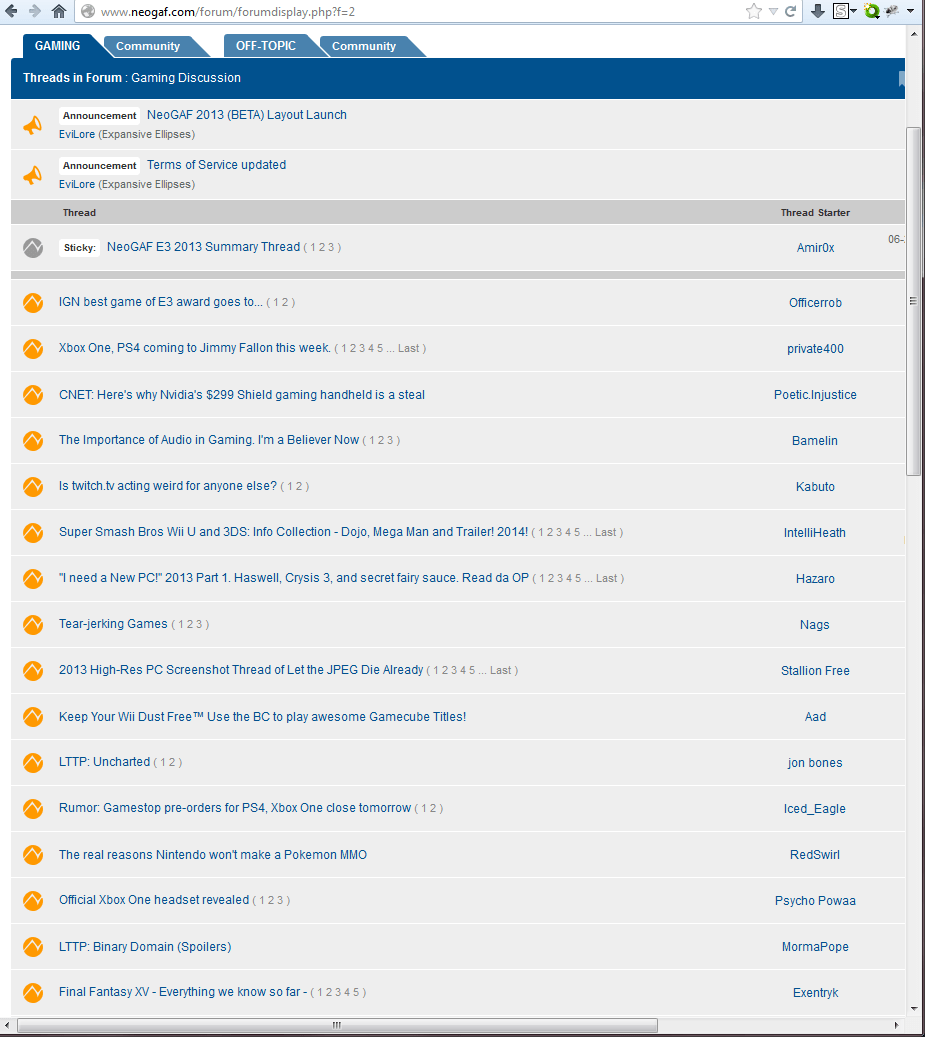 www.neogaf.com/forum/forumdisplay.php?f=2
GAMING Community OFF-TOPIC Community
Threads in Forum : Gaming Discussion
Announcement NeoGAF 2013 (BETA) Layout Launch
EviLore (Expansive Ellipses)
Announcement Terms of Service updated
EviLore (Expansive Ellipses)
Thread Thread Starter
Sticky: NeoGAF E3 2013 Summary Thread ( 1 2 3 ) Amir0x 06-
IGN best game of E3 award goes to... ( 1 2 ) Officerrob
Xbox One, PS4 coming to Jimmy Fallon this week. ( 1 2 3 4 5 ... Last ) private400
CNET: Here's why Nvidia's $299 Shield gaming handheld is a steal Poetic.Injustice
The Importance of Audio in Gaming. I'm a Believer Now ( 1 2 3 ) Bamelin
Is twitch.tv acting weird for anyone else? ( 1 2 ) Kabuto
Super Smash Bros Wii U and 3DS: Info Collection - Dojo, Mega Man and Trailer! 2014! ( 1 2 3 4 5 ... Last ) IntelliHeath
"I need a New PC!" 2013 Part 1. Haswell, Crysis 3, and secret fairy sauce. Read da OP ( 1 2 3 4 5 ... Last ) Hazaro
Tear-jerking Games ( 1 2 3 ) Nags
2013 High-Res PC Screenshot Thread of Let the JPEG Die Already ( 1 2 3 4 5 ... Last ) Stallion Free
Keep Your Wii Dust Free™ Use the BC to play awesome Gamecube Titles! Aad
LTTP: Uncharted ( 1 2 ) jon bones
Rumor: Gamestop pre-orders for PS4, Xbox One close tomorrow ( 1 2 ) Iced_Eagle
The real reasons Nintendo won't make a Pokemon MMO RedSwirl
Official Xbox One headset revealed ( 1 2 3 ) Psycho Powaa
LTTP: Binary Domain (Spoilers) MormaPope
Final Fantasy XV - Everything we know so far - ( 1 2 3 4 5 ) Exentryk